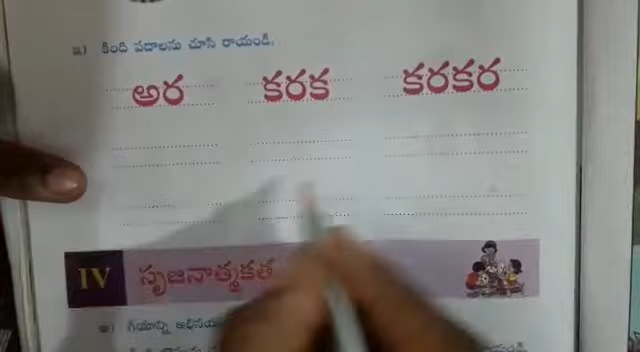 ఇ) కింది పదాలను చూసి రాయండి.
అర కరక కరకర
IV సృజనాత్మకత
అ) గేయాన్ని